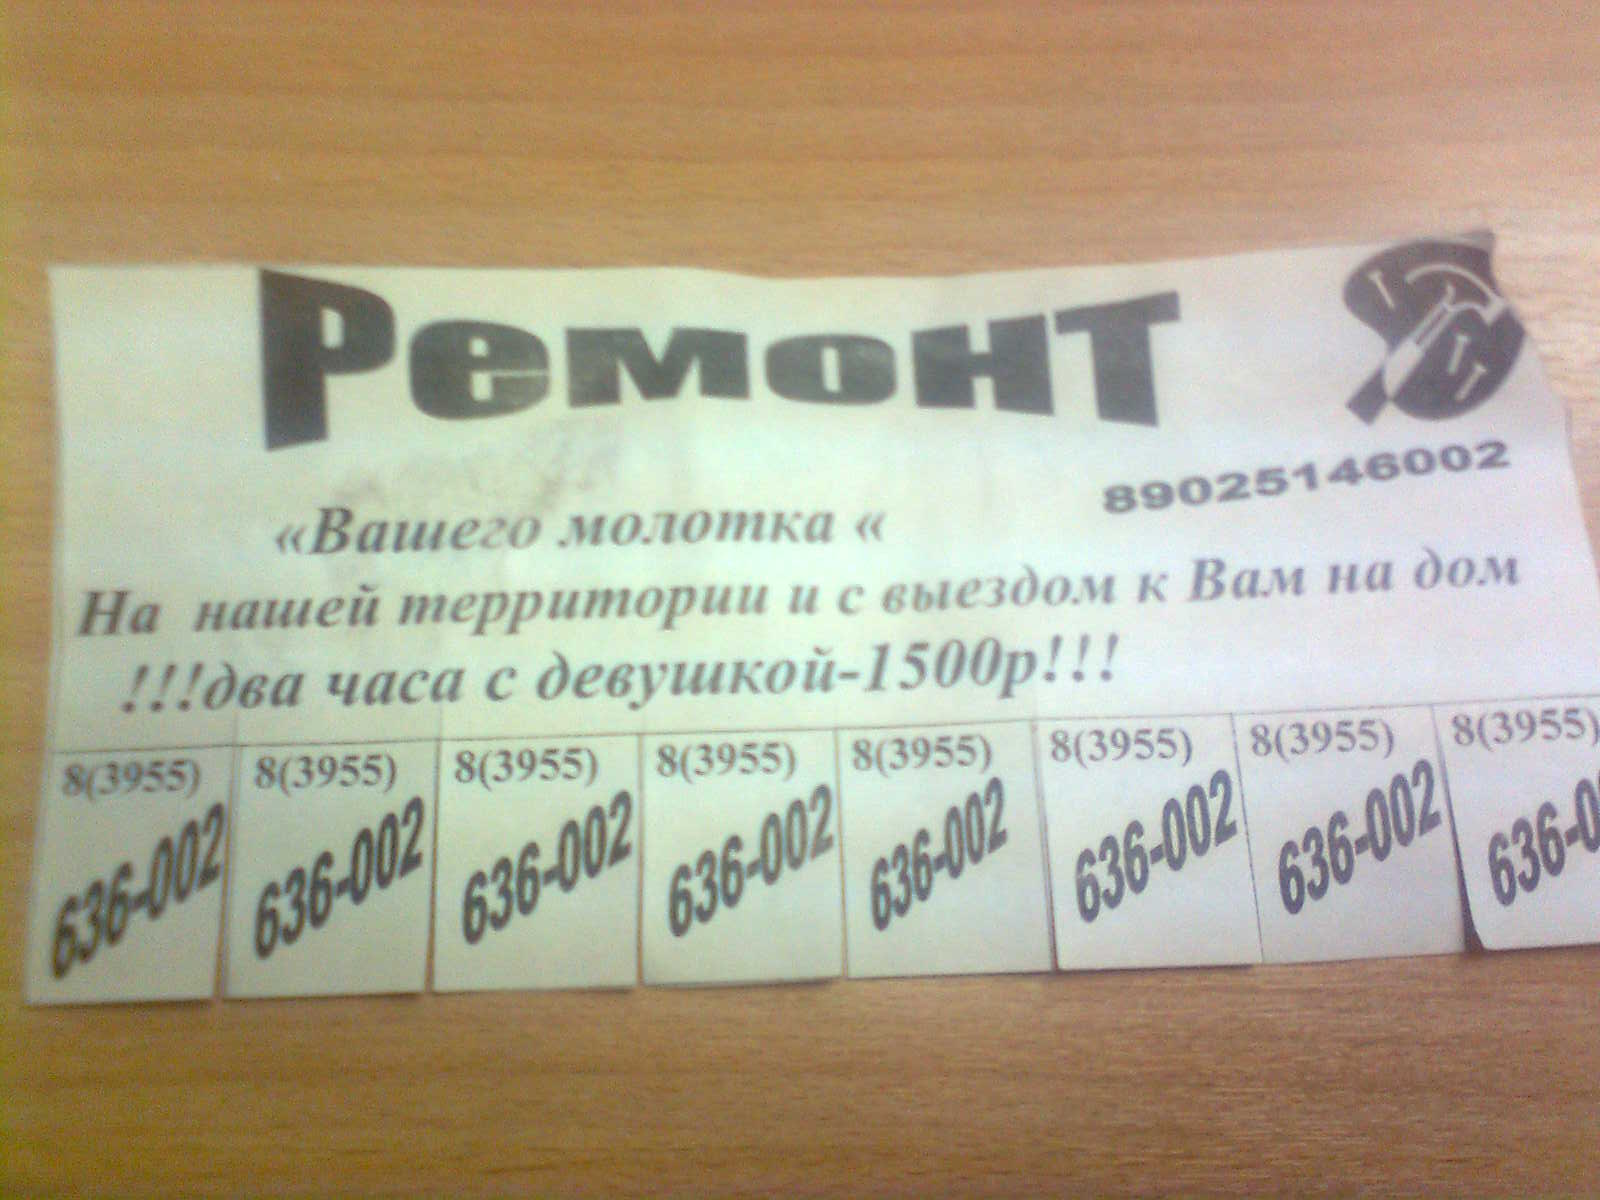 Ремонт
89025146002
«Вашего молотка «
На нашей территории и с выездом к Вам на дом
!!!два часа с девушкой-1500р!!!
8(3955) 8(3955) 8(3955) 8(3955) 8(3955) 8(3955) 8(3955) 8(3955)
636-002 636-002 636-002 636-002 636-002 636-002 636-002 636-0